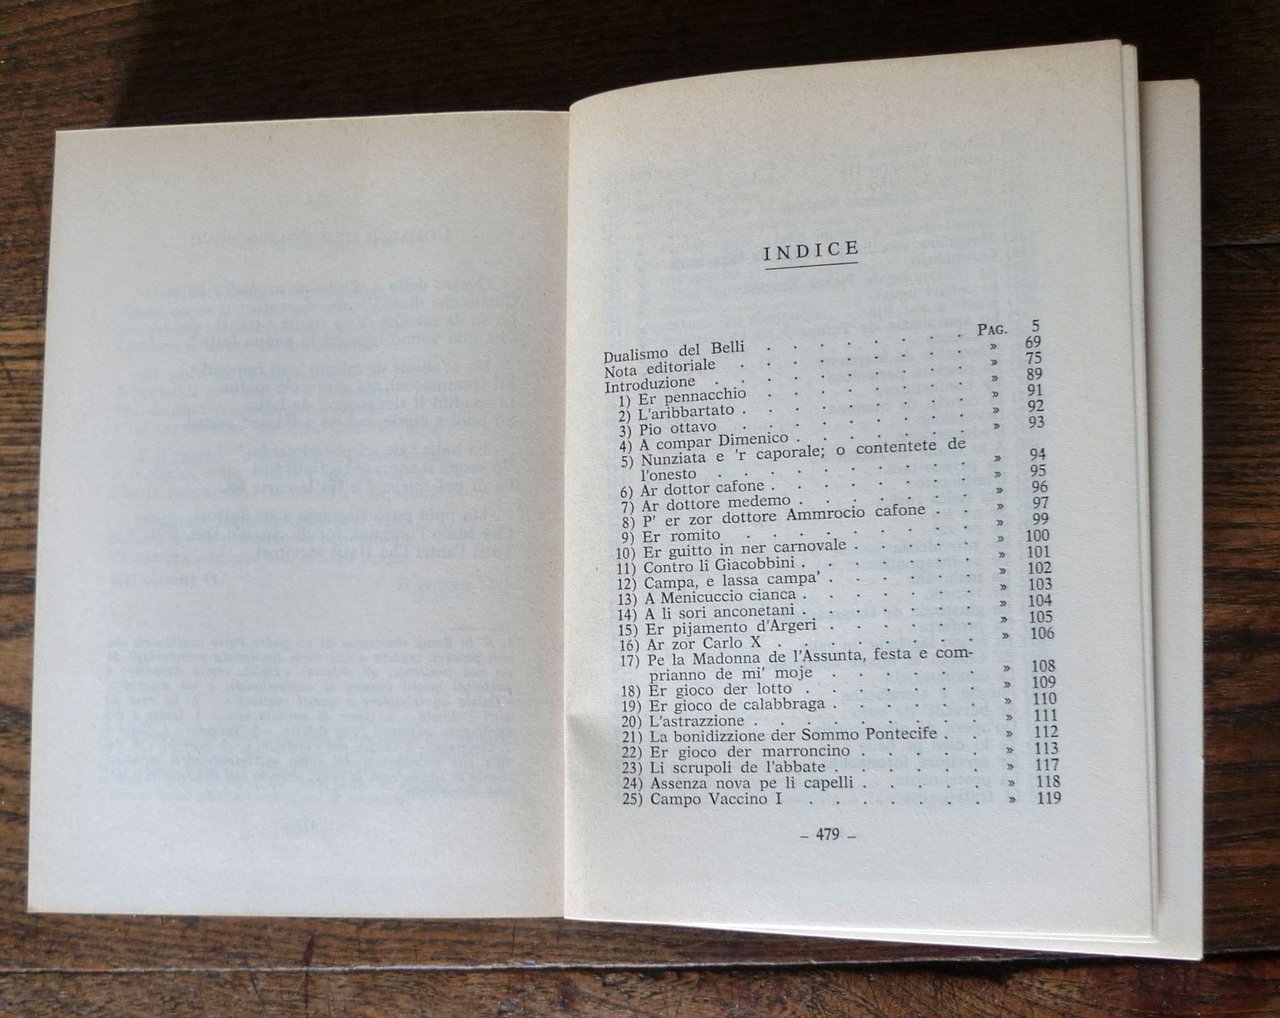 INDICE
Dualismo del Belli . . . . . . . . PAG. 5
Nota editoriale . . . . . . . . » 69
Introduzione . . . . . . . . » 75
1) Er pennacchio . . . . . . . » 89
2) L'aribbartato . . . . . . . » 91
3) Pio ottavo . . . . . . . » 92
4) A compar Dimenico . . . . . . » 93
5) Nunziata e 'r caporale; o contentete de
l'onesto . . . . . . . » 94
6) Ar dottor cafone . . . . . . » 95
7) Ar dottore medemo . . . . . . » 96
8) P' er zor dottore Ammrocio cafone . . » 97
9) Er romito . . . . . . . » 99
10) Er guitto in ner carnovale . . . . » 100
11) Contro li Giacobbini . . . . . » 101
12) Campa, e lassa campa' . . . . . » 102
13) A Menicuccio cianca . . . . . » 103
14) A li sori anconetani . . . . . » 104
15) Er pijamento d'Argeri . . . . . » 105
16) Ar zor Carlo X . . . . . . » 106
17) Pe la Madonna de l'Assunta, festa e com-
prianno de mi' moje . . . . . » 108
18) Er gioco der lotto . . . . . . » 109
19) Er gioco de calabbraga . . . . . » 110
20) L'astrazzione . . . . . . . » 111
21) La bonidizzione der Sommo Pontecife . . » 112
22) Er gioco der marroncino . . . . » 113
23) Li scrupoli de l'abbate . . . . . » 117
24) Assenza nova pe li capelli . . . . » 118
25) Campo Vaccino I . . . . . . » 119
– 479 –